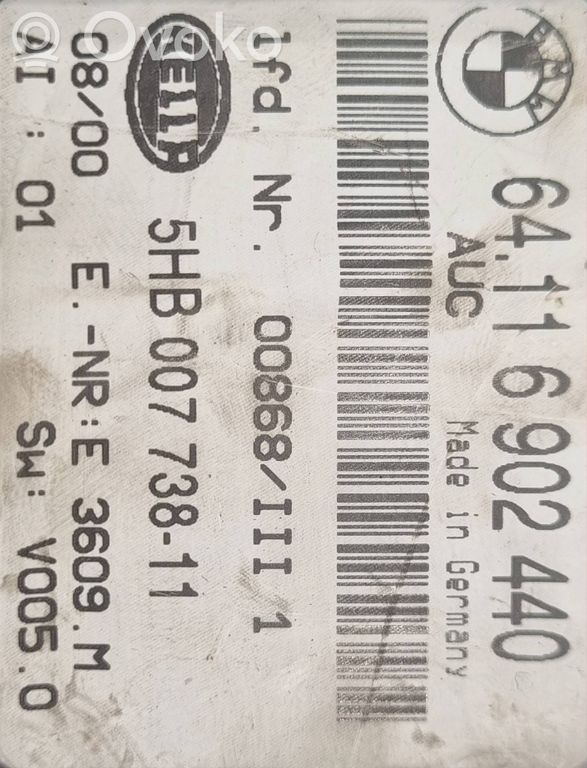 64.11 6 902 440
AUC Made in Germany
lfd. Nr. 00868/III 1
HELLA 5HB 007 738-11
08/00 E.-NR:E 3609.M
AI : 01 SW: V005.0
Ovoko